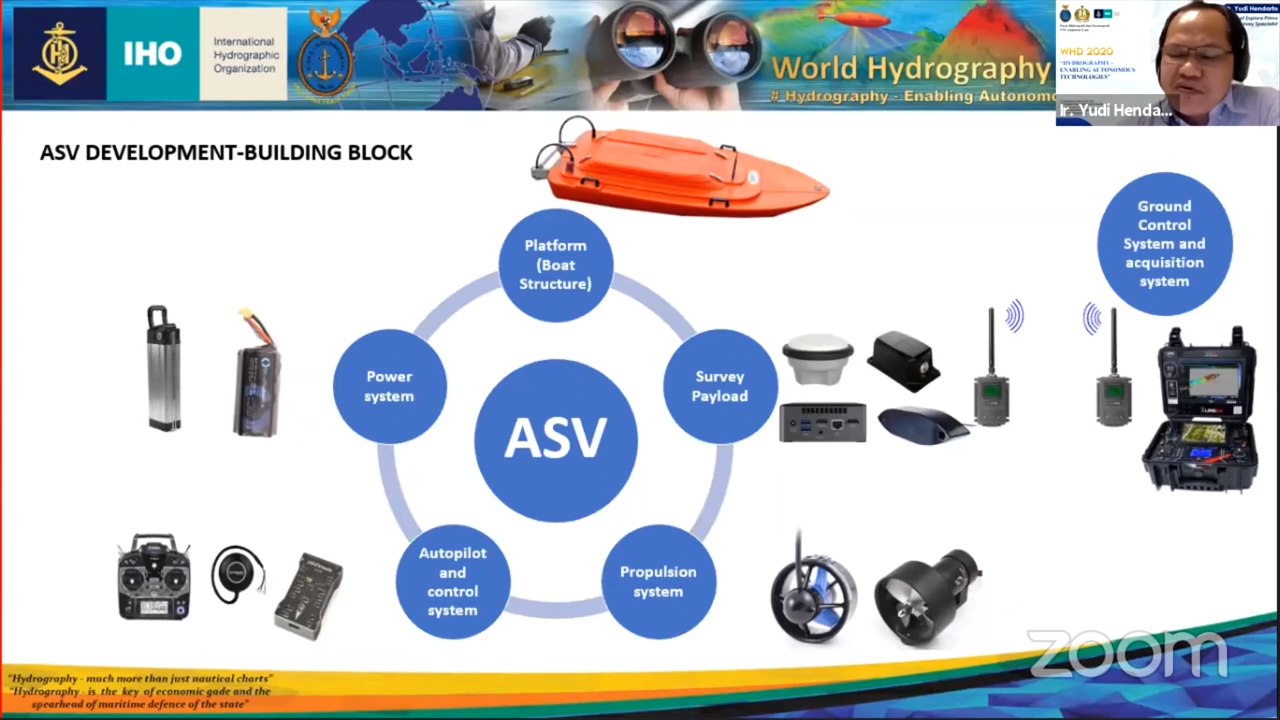 IHO
International
Hydrographic
Organization
World Hydrography
# Hydrography - Enabling Autonomo
Yudi Hendarto
WHD 2020
"HYDROGRAPHY -
ENABLING AUTONOMOUS
TECHNOLOGIES"
Ir. Yudi Henda...
ASV DEVELOPMENT-BUILDING BLOCK
Ground
Control
System and
acquisition
system
Platform
(Boat
Structure)
Power
system
Survey
Payload
ASV
Autopilot
and
control
system
Propulsion
system
zoom
"Hydrography - much more than just nautical charts"
"Hydrography - is the key of economic gade and the
spearhead of maritime defence of the state"